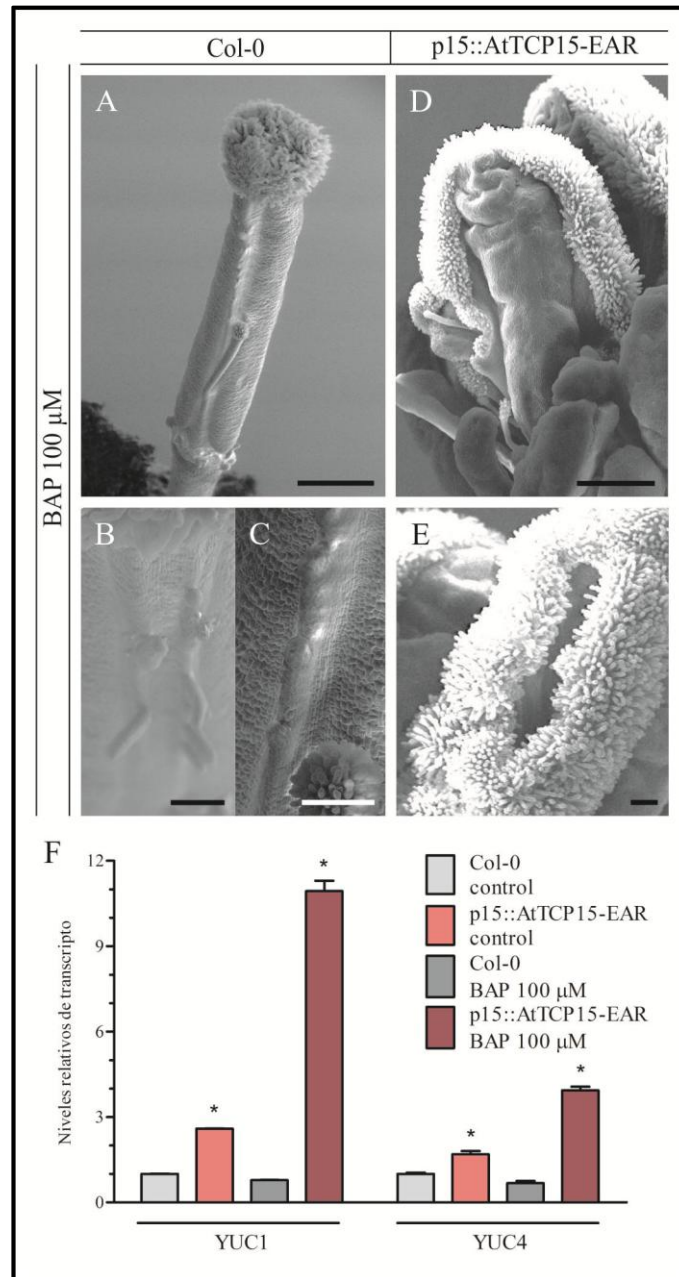 Col-0
p15::AtTCP15-EAR
BAP 100 μM
A
D
B
C
E
F
12
9
6
3
0
Niveles relativos de transcripto
*
*
*
*
Col-0
control
p15::AtTCP15-EAR
control
Col-0
BAP 100 μM
p15::AtTCP15-EAR
BAP 100 μM
YUC1
YUC4